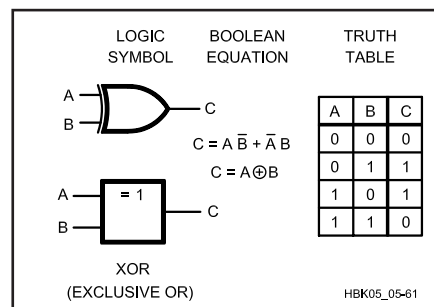 LOGIC SYMBOL
BOOLEAN EQUATION
TRUTH TABLE
A
B
C
C = A B̅ + A̅ B
C = A⊕B
A
B
= 1
C
XOR
(EXCLUSIVE OR)
A B C
0 0 0
0 1 1
1 0 1
1 1 0
HBK05_05-61